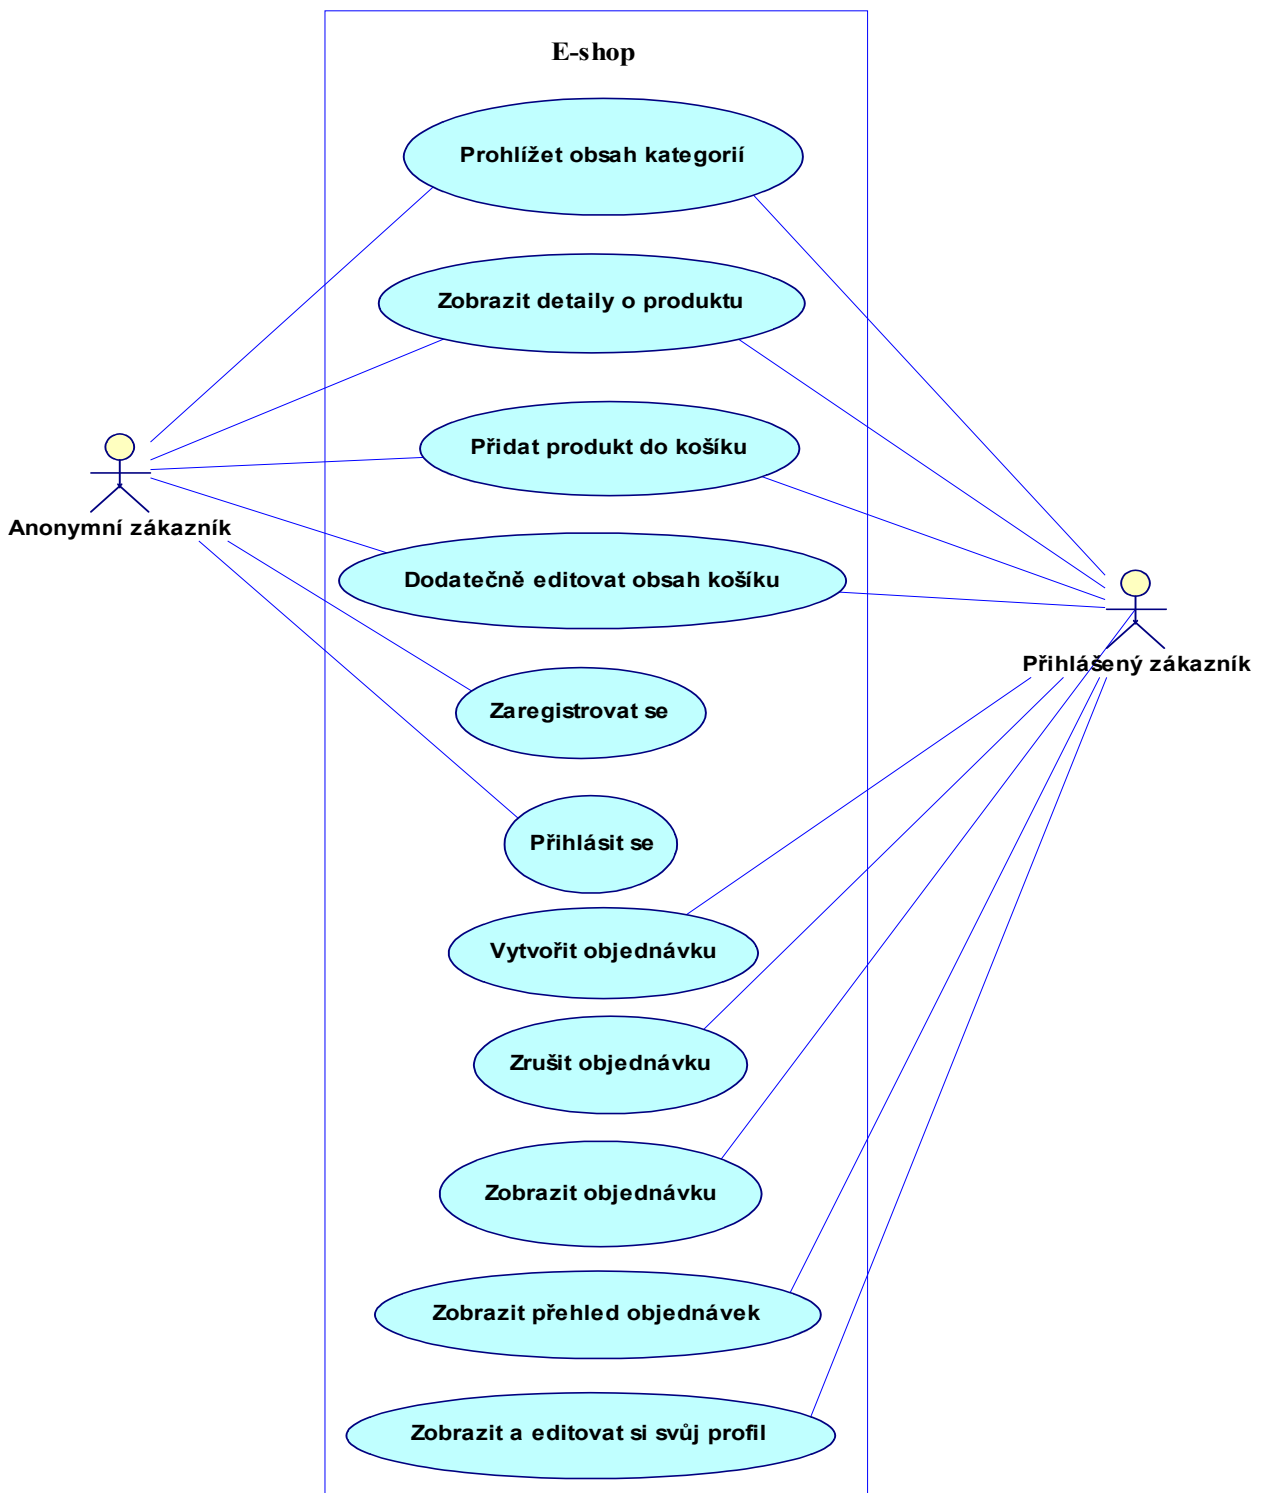 E-shop
Prohlížet obsah kategorií
Zobrazit detaily o produktu
Přidat produkt do košíku
Anonymní zákazník
Dodatečně editovat obsah košíku
Přihlášený zákazník
Zaregistrovat se
Přihlásit se
Vytvořit objednávku
Zrušit objednávku
Zobrazit objednávku
Zobrazit přehled objednávek
Zobrazit a editovat si svůj profil